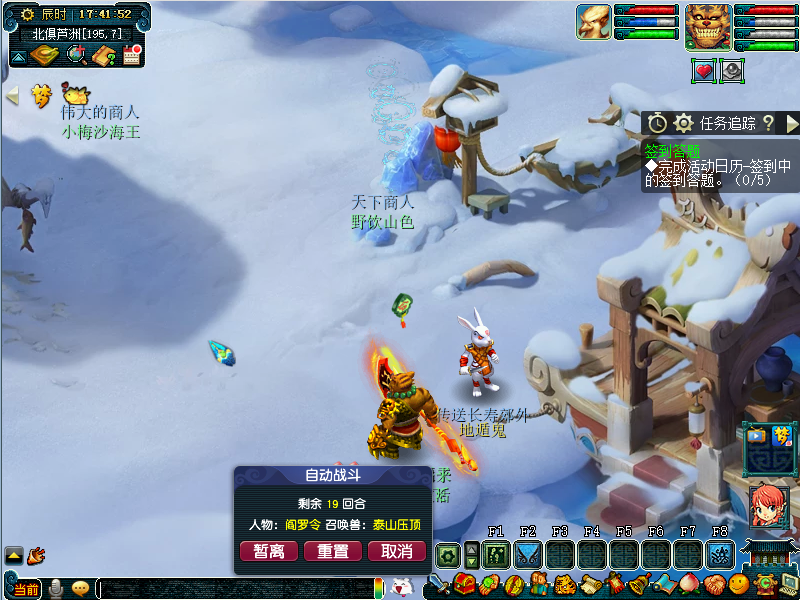 辰时 17:41:52
北俱芦洲[195,7]
梦
伟大的商人
小梅沙海王
任务追踪 ?
签到答题
◆完成活动日历-签到中
的签到答题。(0/5)
天下商人
野饮山色
传送长寿郊外
地遁鬼
梦
自动战斗
剩余 19 回合
人物：阎罗令 召唤兽：泰山压顶
暂离 重置 取消
F1 F2 F3 F4 F5 F6 F7 F8
当前